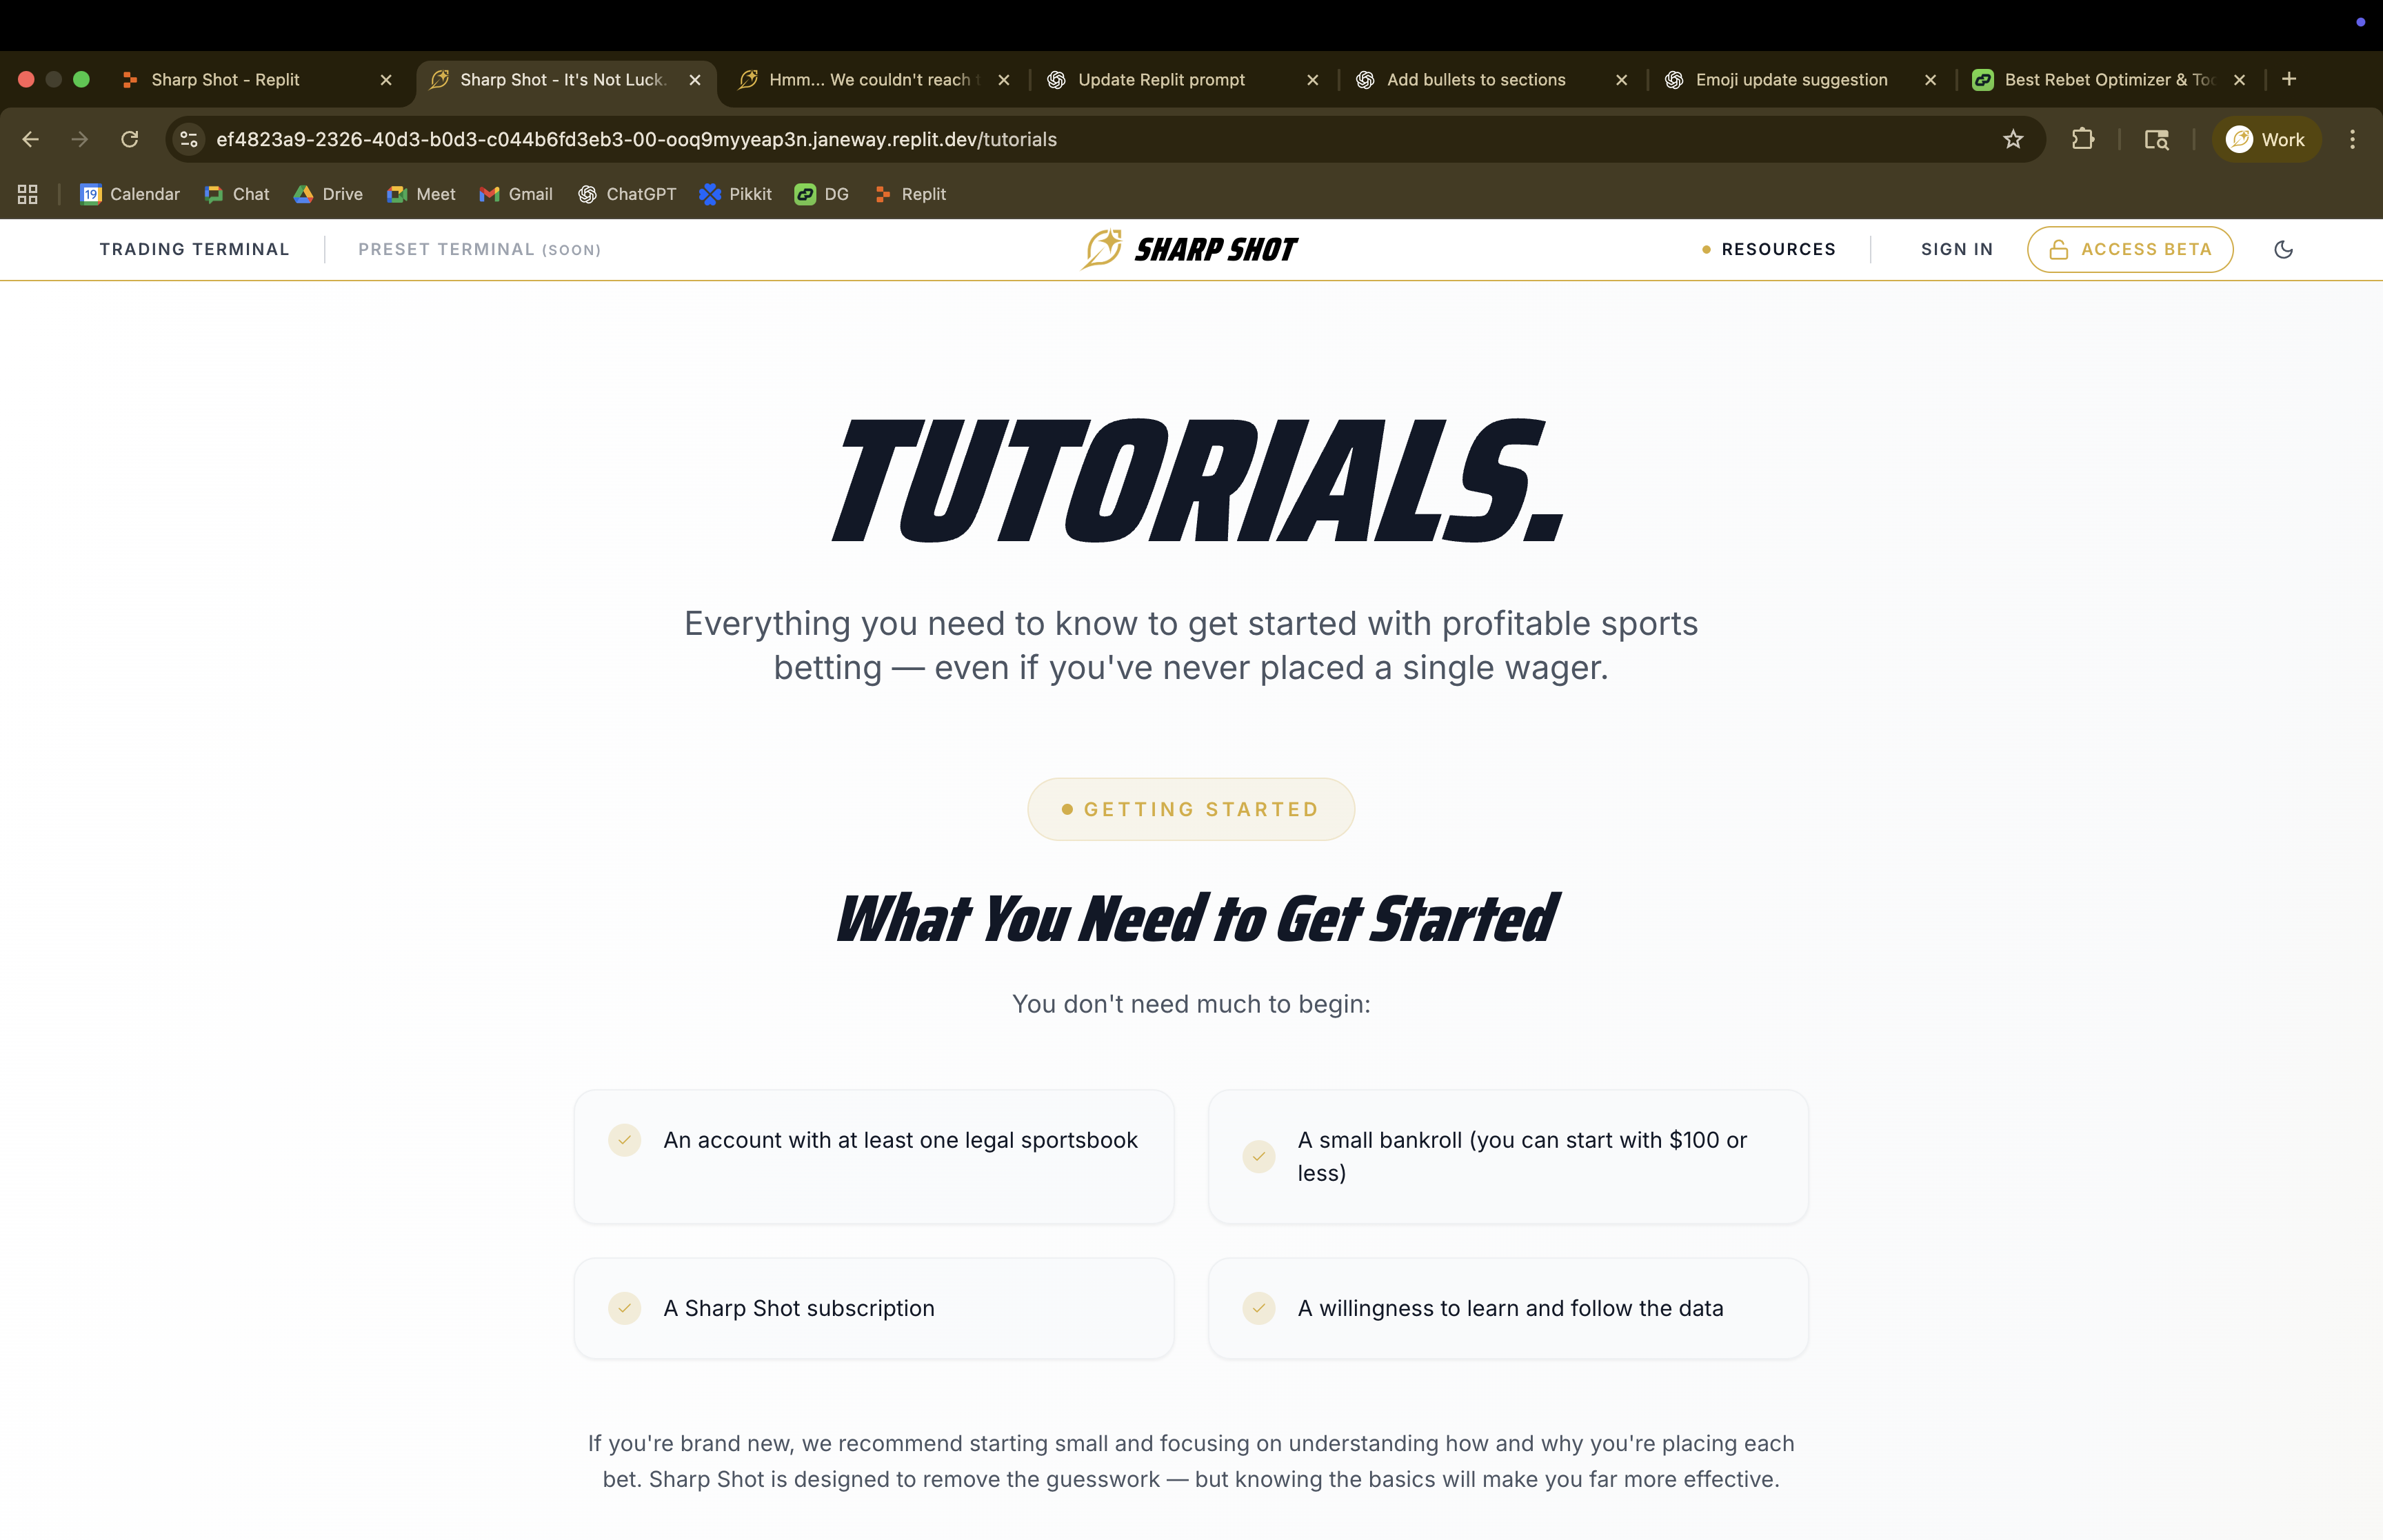 Sharp Shot - Replit
Sharp Shot - It's Not Luck.
Hmm... We couldn't reach
Update Replit prompt
Add bullets to sections
Emoji update suggestion
Best Rebet Optimizer & Too
ef4823a9-2326-40d3-b0d3-c044b6fd3eb3-00-ooq9myyeap3n.janeway.replit.dev/tutorials
Work
19 Calendar
Chat
Drive
Meet
Gmail
ChatGPT
Pikkit
DG
Replit
TRADING TERMINAL
PRESET TERMINAL (SOON)
SHARP SHOT
RESOURCES
SIGN IN
ACCESS BETA
TUTORIALS.
Everything you need to know to get started with profitable sports
betting — even if you've never placed a single wager.
GETTING STARTED
What You Need to Get Started
You don't need much to begin:
An account with at least one legal sportsbook
A small bankroll (you can start with $100 or
less)
A Sharp Shot subscription
A willingness to learn and follow the data
If you're brand new, we recommend starting small and focusing on understanding how and why you're placing each
bet. Sharp Shot is designed to remove the guesswork — but knowing the basics will make you far more effective.